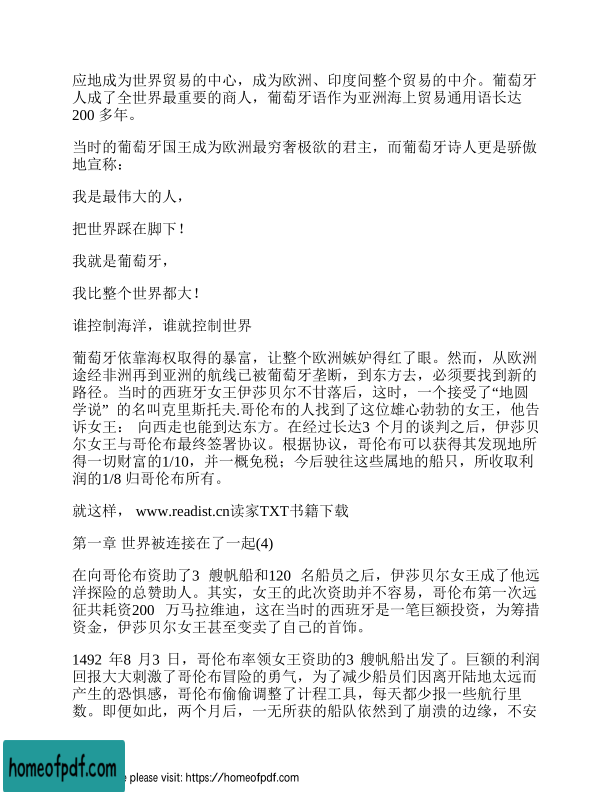 应地成为世界贸易的中心，成为欧洲、印度间整个贸易的中介。葡萄牙
人成了全世界最重要的商人，葡萄牙语作为亚洲海上贸易通用语长达
200 多年。
当时的葡萄牙国王成为欧洲最穷奢极欲的君主，而葡萄牙诗人更是骄傲
地宣称：
我是最伟大的人，
把世界踩在脚下！
我就是葡萄牙，
我比整个世界都大！
谁控制海洋，谁就控制世界
葡萄牙依靠海权取得的暴富，让整个欧洲嫉妒得红了眼。然而，从欧洲
途经非洲再到亚洲的航线已被葡萄牙垄断，到东方去，必须要找到新的
路径。当时的西班牙女王伊莎贝尔不甘落后，这时，一个接受了“地圆
学说” 的名叫克里斯托夫.哥伦布的人找到了这位雄心勃勃的女王，他告
诉女王： 向西走也能到达东方。在经过长达3 个月的谈判之后，伊莎贝
尔女王与哥伦布最终签署协议。根据协议，哥伦布可以获得其发现地所
得一切财富的1/10，并一概免税；今后驶往这些属地的船只，所收取利
润的1/8 归哥伦布所有。
就这样， www.readist.cn读家TXT书籍下载
第一章 世界被连接在了一起(4)
在向哥伦布资助了3 艘帆船和120 名船员之后，伊莎贝尔女王成了他远
洋探险的总赞助人。其实，女王的此次资助并不容易，哥伦布第一次远
征共耗资200 万马拉维迪，这在当时的西班牙是一笔巨额投资，为筹措
资金，伊莎贝尔女王甚至变卖了自己的首饰。
1492 年8 月3 日，哥伦布率领女王资助的3 艘帆船出发了。巨额的利润
回报大大刺激了哥伦布冒险的勇气，为了减少船员们因离开陆地太远而
产生的恐惧感，哥伦布偷偷调整了计程工具，每天都少报一些航行里
数。即便如此，两个月后，一无所获的船队依然到了崩溃的边缘，不安
homeofpdf.com
e please visit: https://homeofpdf.com